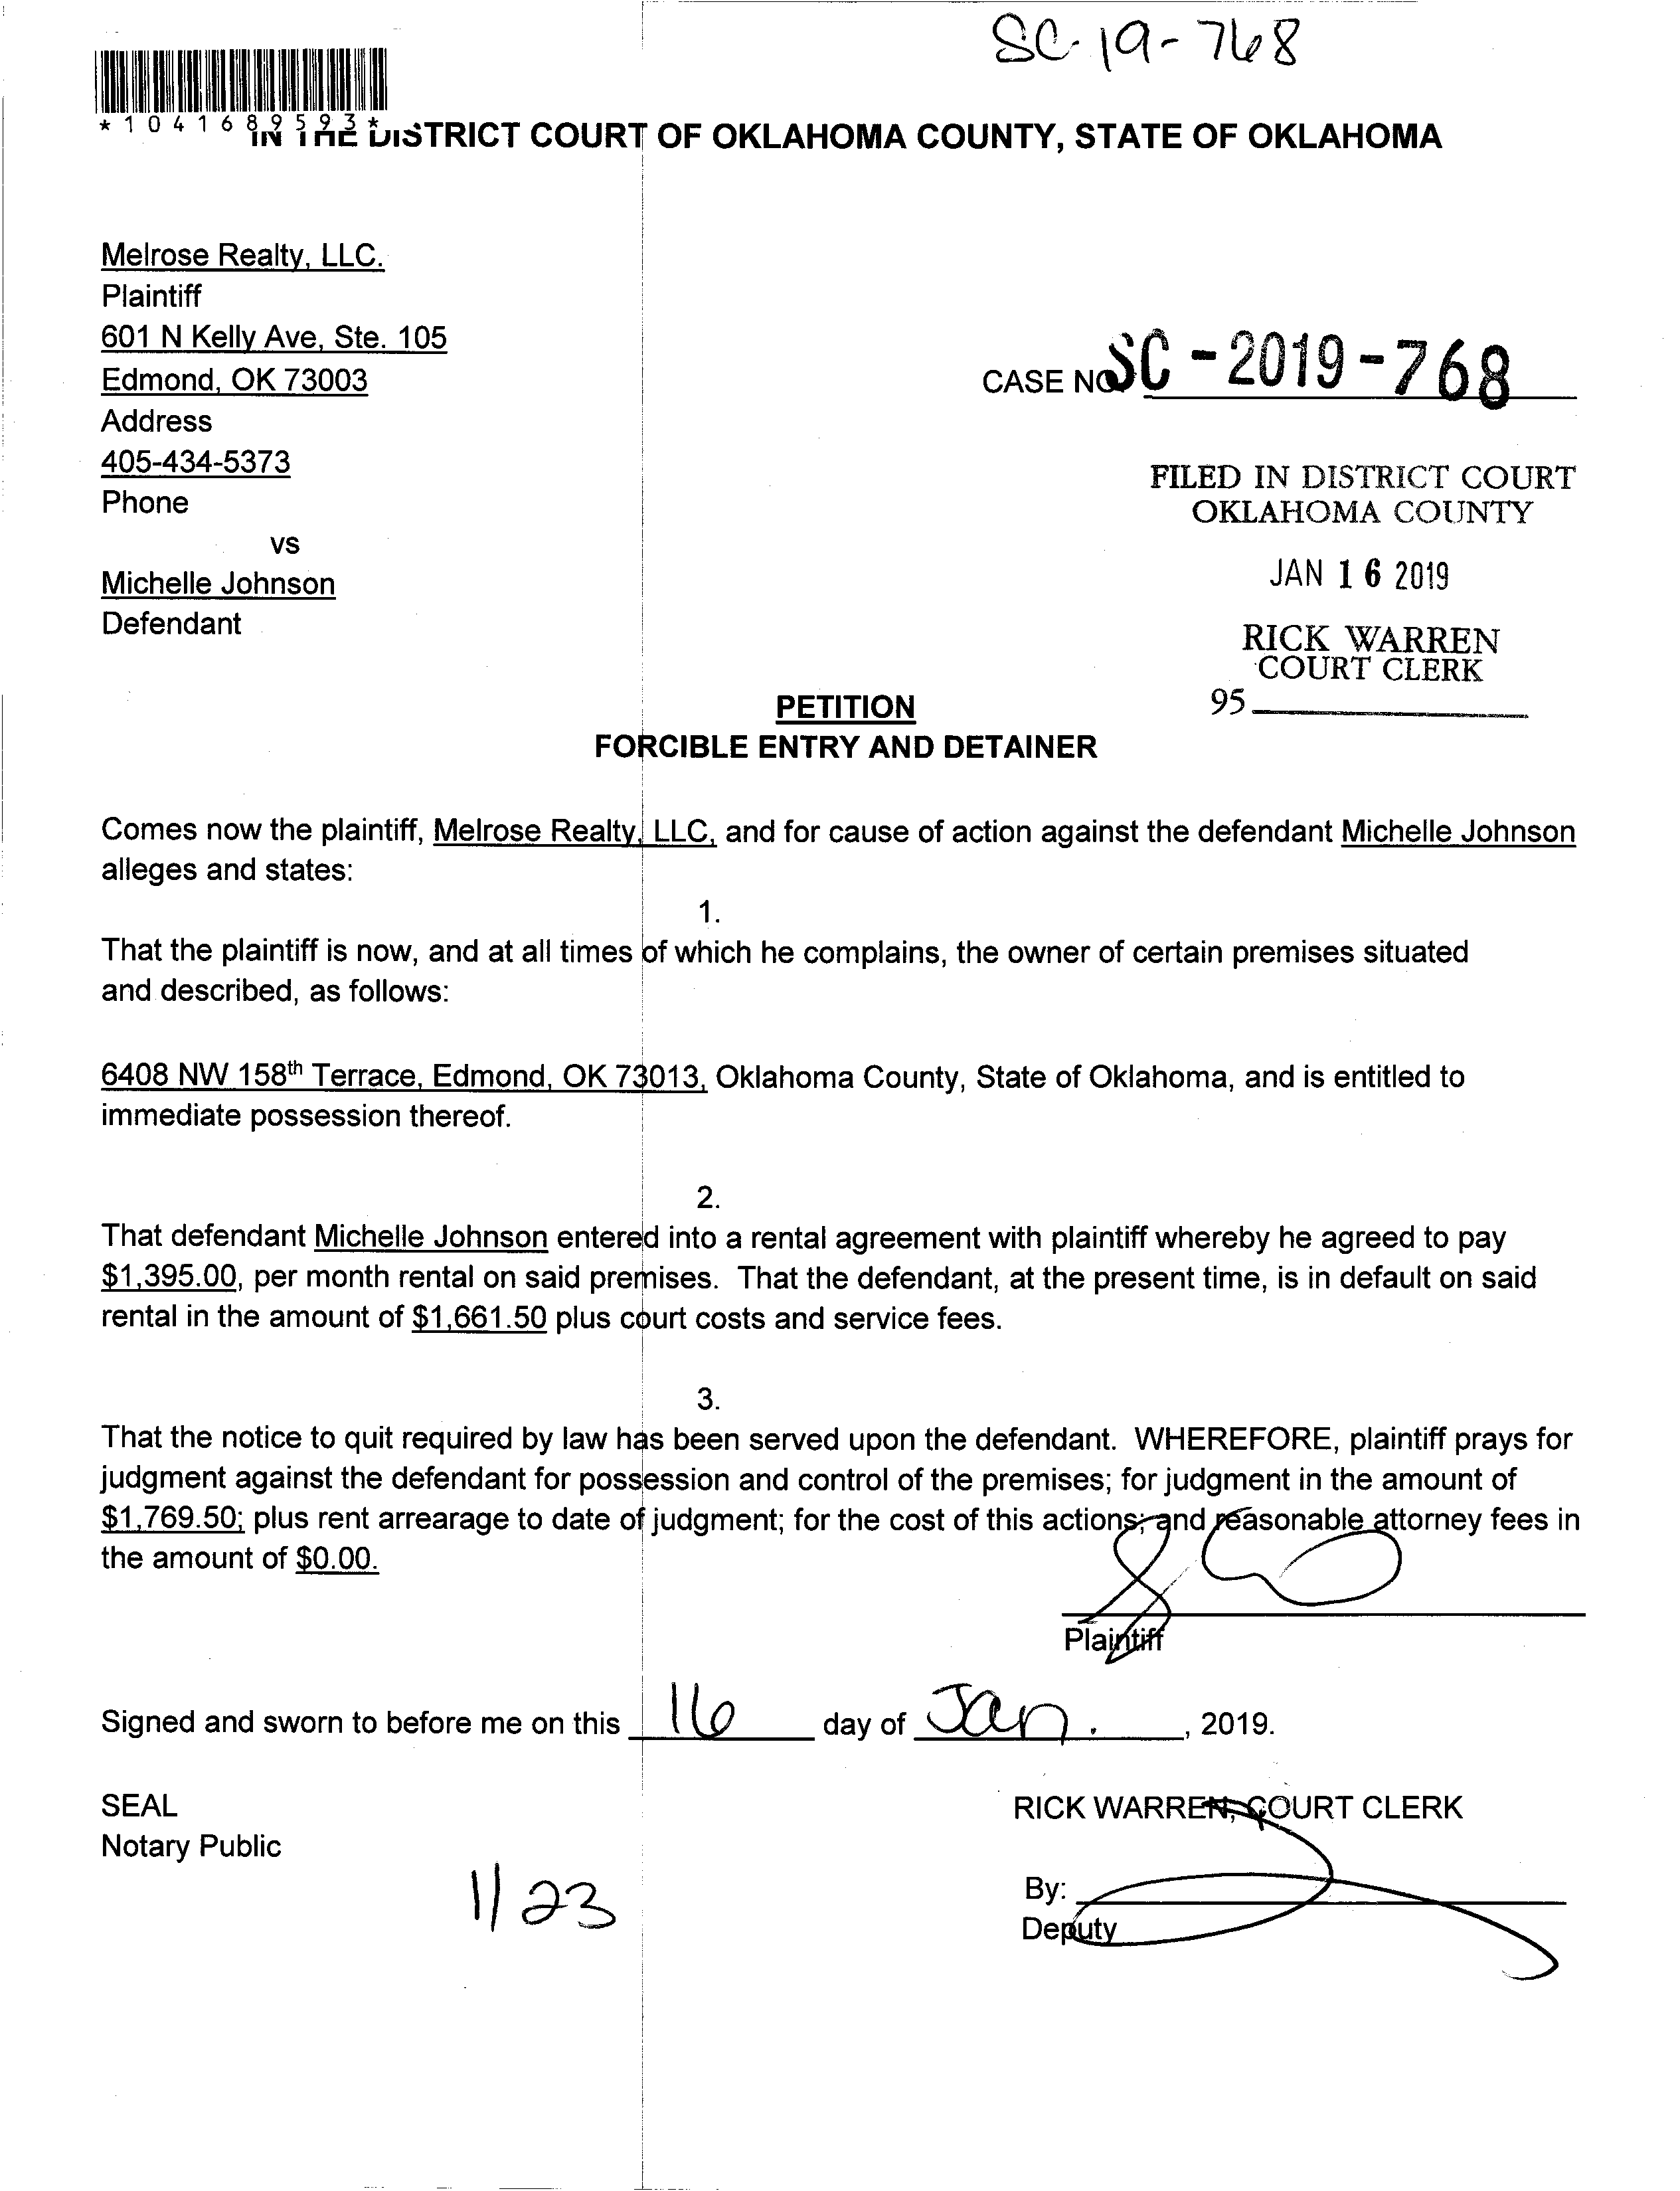 SC-19-768
*1041689593*
IN THE DISTRICT COURT OF OKLAHOMA COUNTY, STATE OF OKLAHOMA
Melrose Realty, LLC.
Plaintiff
601 N Kelly Ave, Ste. 105
Edmond, OK 73003
CASE NO. SC-2019-768
Address
405-434-5373
Phone
FILED IN DISTRICT COURT
OKLAHOMA COUNTY
vs
Michelle Johnson
Defendant
JAN 16 2019
RICK WARREN
COURT CLERK
95
PETITION
FORCIBLE ENTRY AND DETAINER
Comes now the plaintiff, Melrose Realty, LLC, and for cause of action against the defendant Michelle Johnson
alleges and states:
1.
That the plaintiff is now, and at all times of which he complains, the owner of certain premises situated
and described, as follows:
6408 NW 158th Terrace, Edmond, OK 73013, Oklahoma County, State of Oklahoma, and is entitled to
immediate possession thereof.
2.
That defendant Michelle Johnson entered into a rental agreement with plaintiff whereby he agreed to pay
$1,395.00, per month rental on said premises. That the defendant, at the present time, is in default on said
rental in the amount of $1,661.50 plus court costs and service fees.
3.
That the notice to quit required by law has been served upon the defendant. WHEREFORE, plaintiff prays for
judgment against the defendant for possession and control of the premises; for judgment in the amount of
$1,769.50; plus rent arrearage to date of judgment; for the cost of this actions; and reasonable attorney fees in
the amount of $0.00.
Plaintiff
Signed and sworn to before me on this 16 day of Jan. , 2019.
SEAL
Notary Public
RICK WARREN, COURT CLERK
1/23
By:
Deputy